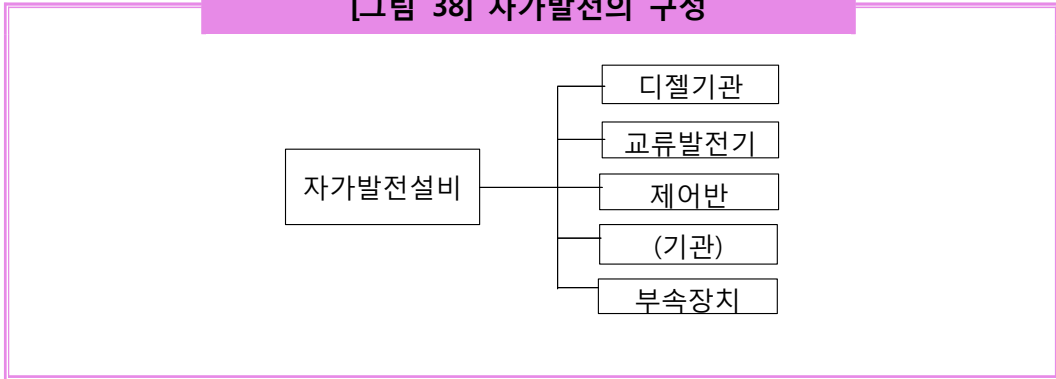 [그림 38] 자가발전의 구성
디젤기관
교류발전기
자가발전설비
제어반
(기관)
부속장치